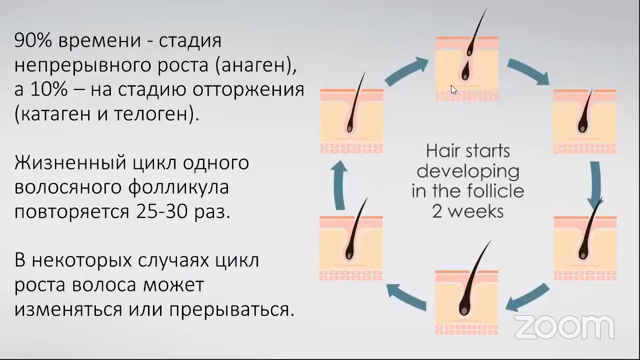 90% времени - стадия
непрерывного роста (анаген),
а 10% – на стадию отторжения
(катаген и телоген).
Жизненный цикл одного
волосяного фолликула
повторяется 25-30 раз.
В некоторых случаях цикл
роста волоса может
изменяться или прерываться.
Hair starts
developing
in the follicle
2 weeks
zoom